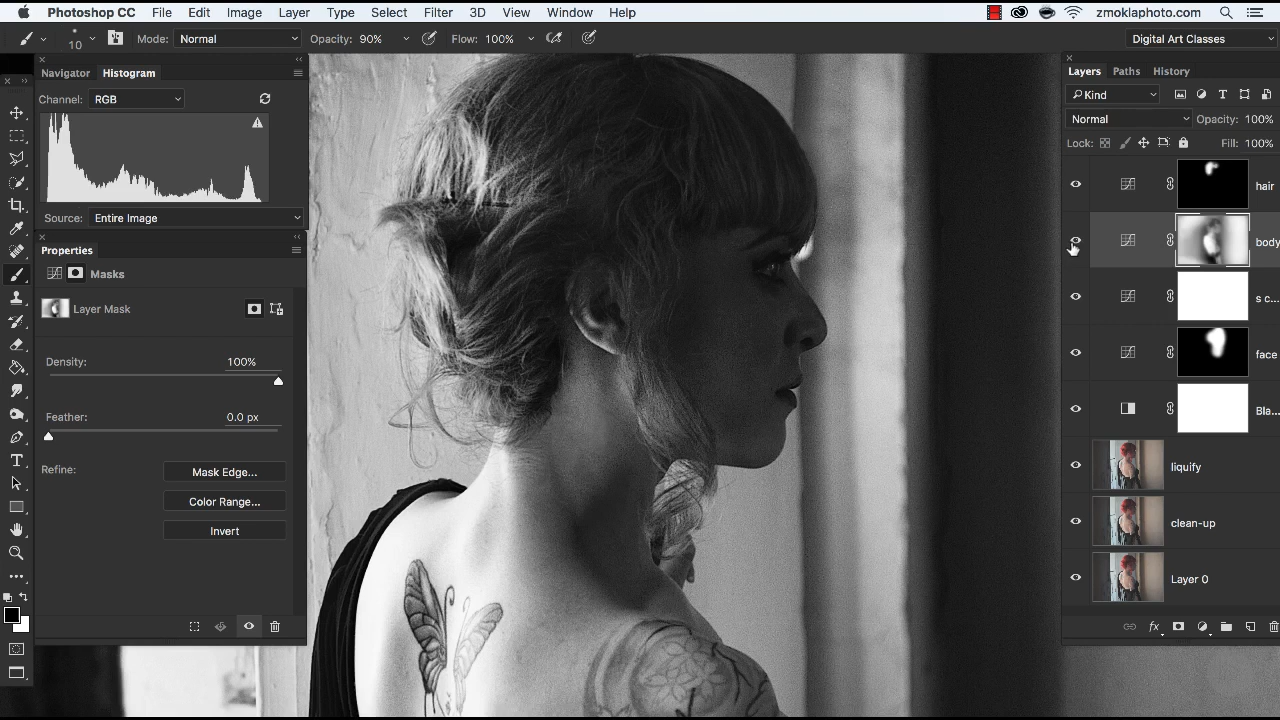 Photoshop CC File Edit Image Layer Type Select Filter 3D View Window Help zmoklaphoto.com
10 Mode: Normal Opacity: 90% Flow: 100% Digital Art Classes
Navigator Histogram
Channel: RGB
Source: Entire Image
Properties
Masks
Layer Mask
Density: 100%
Feather: 0.0 px
Refine: Mask Edge...
Color Range...
Invert
Layers Paths History
Kind
Normal Opacity: 100%
Lock: Fill: 100%
hair
body
s c...
face
Bla...
liquify
clean-up
Layer 0
fx